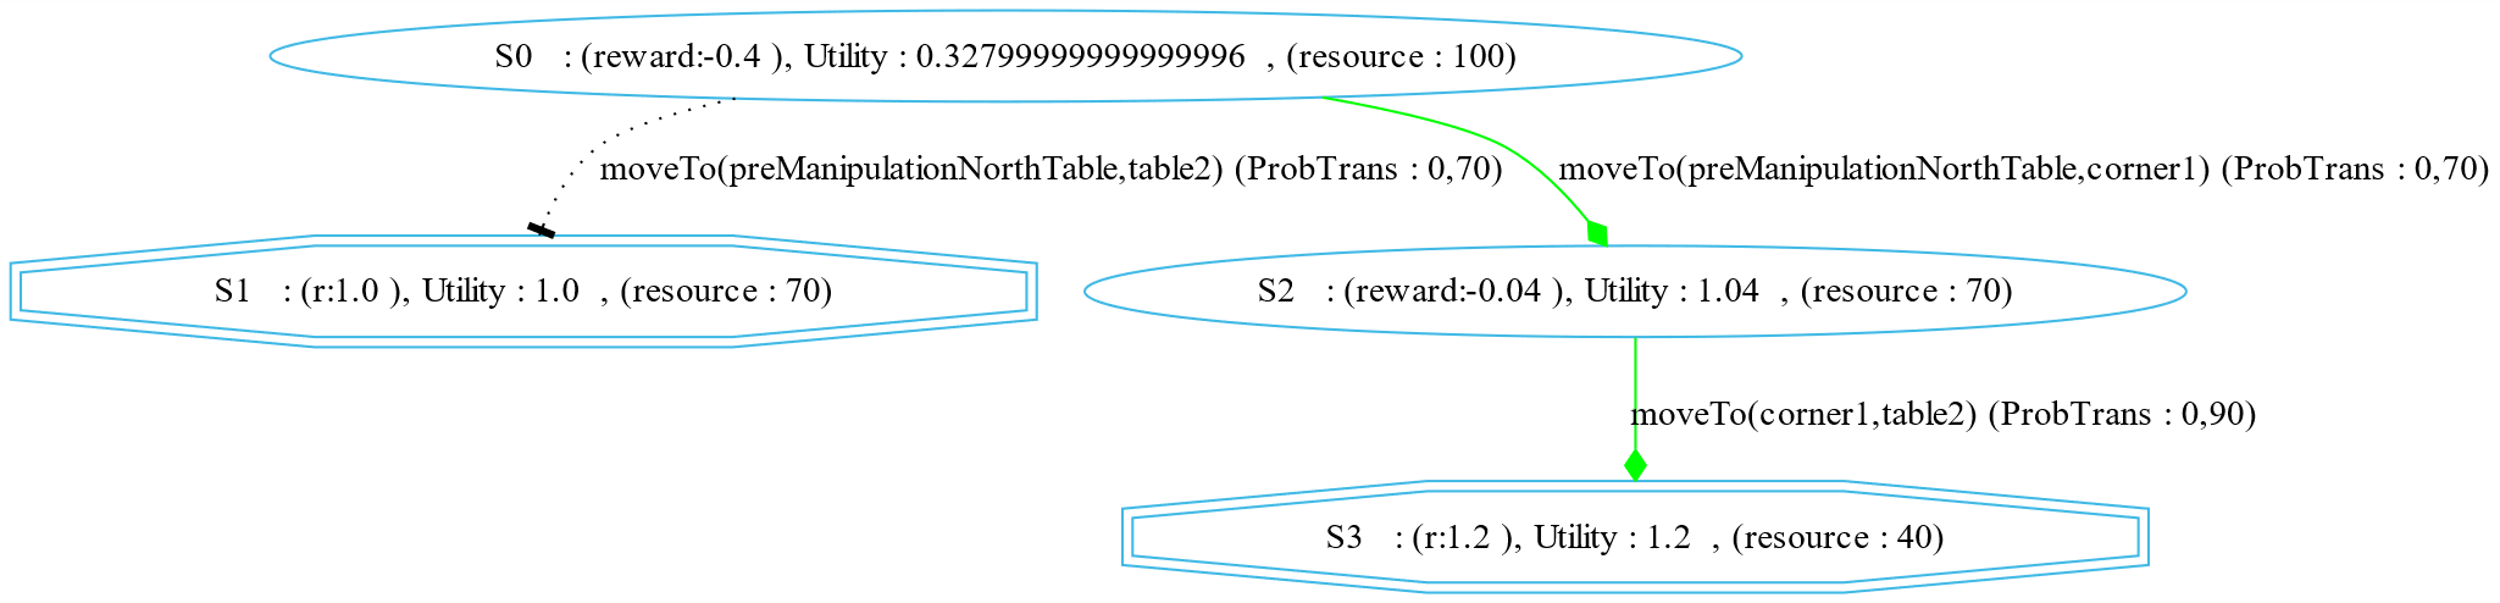 S0 : (reward:-0.4 ), Utility : 0.32799999999999996 , (resource : 100)
moveTo(preManipulationNorthTable,table2) (ProbTrans : 0,70)
moveTo(preManipulationNorthTable,corner1) (ProbTrans : 0,70)
S1 : (r:1.0 ), Utility : 1.0 , (resource : 70)
S2 : (reward:-0.04 ), Utility : 1.04 , (resource : 70)
moveTo(corner1,table2) (ProbTrans : 0,90)
S3 : (r:1.2 ), Utility : 1.2 , (resource : 40)